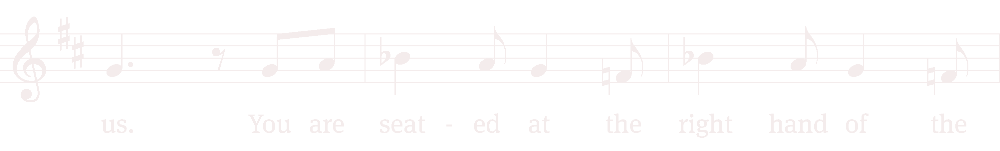 us. You are seat - ed at the right hand of the